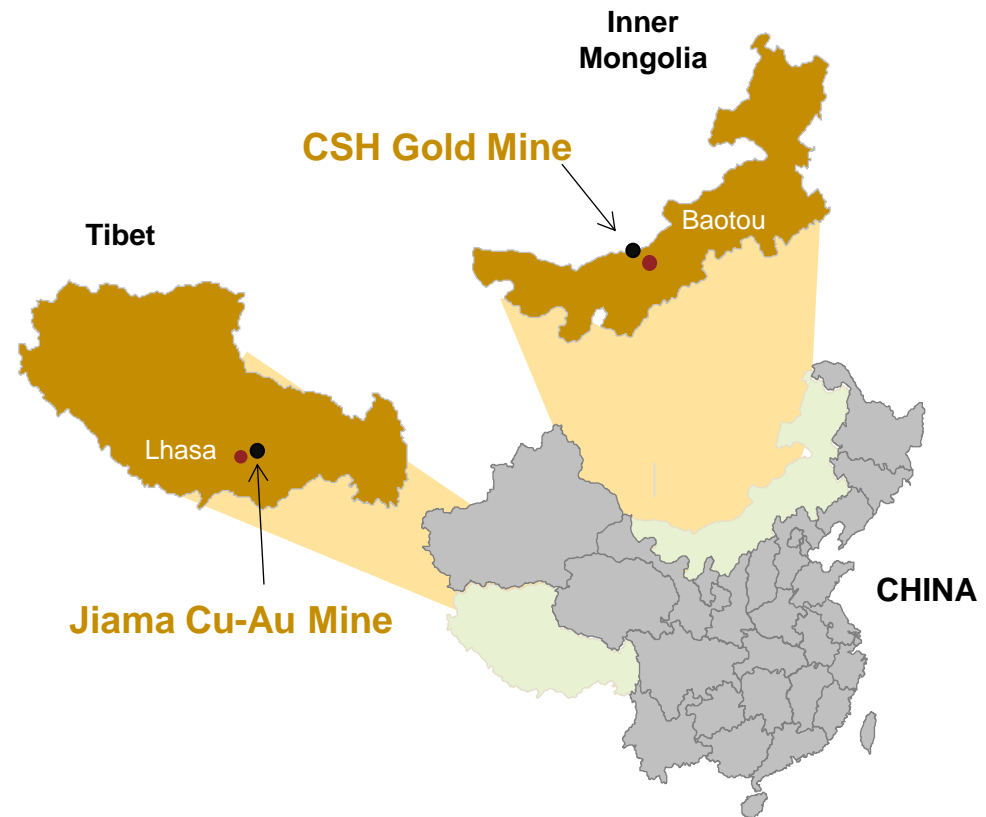 Inner
Mongolia
CSH Gold Mine
Baotou
Tibet
Lhasa
Jiama Cu-Au Mine
CHINA